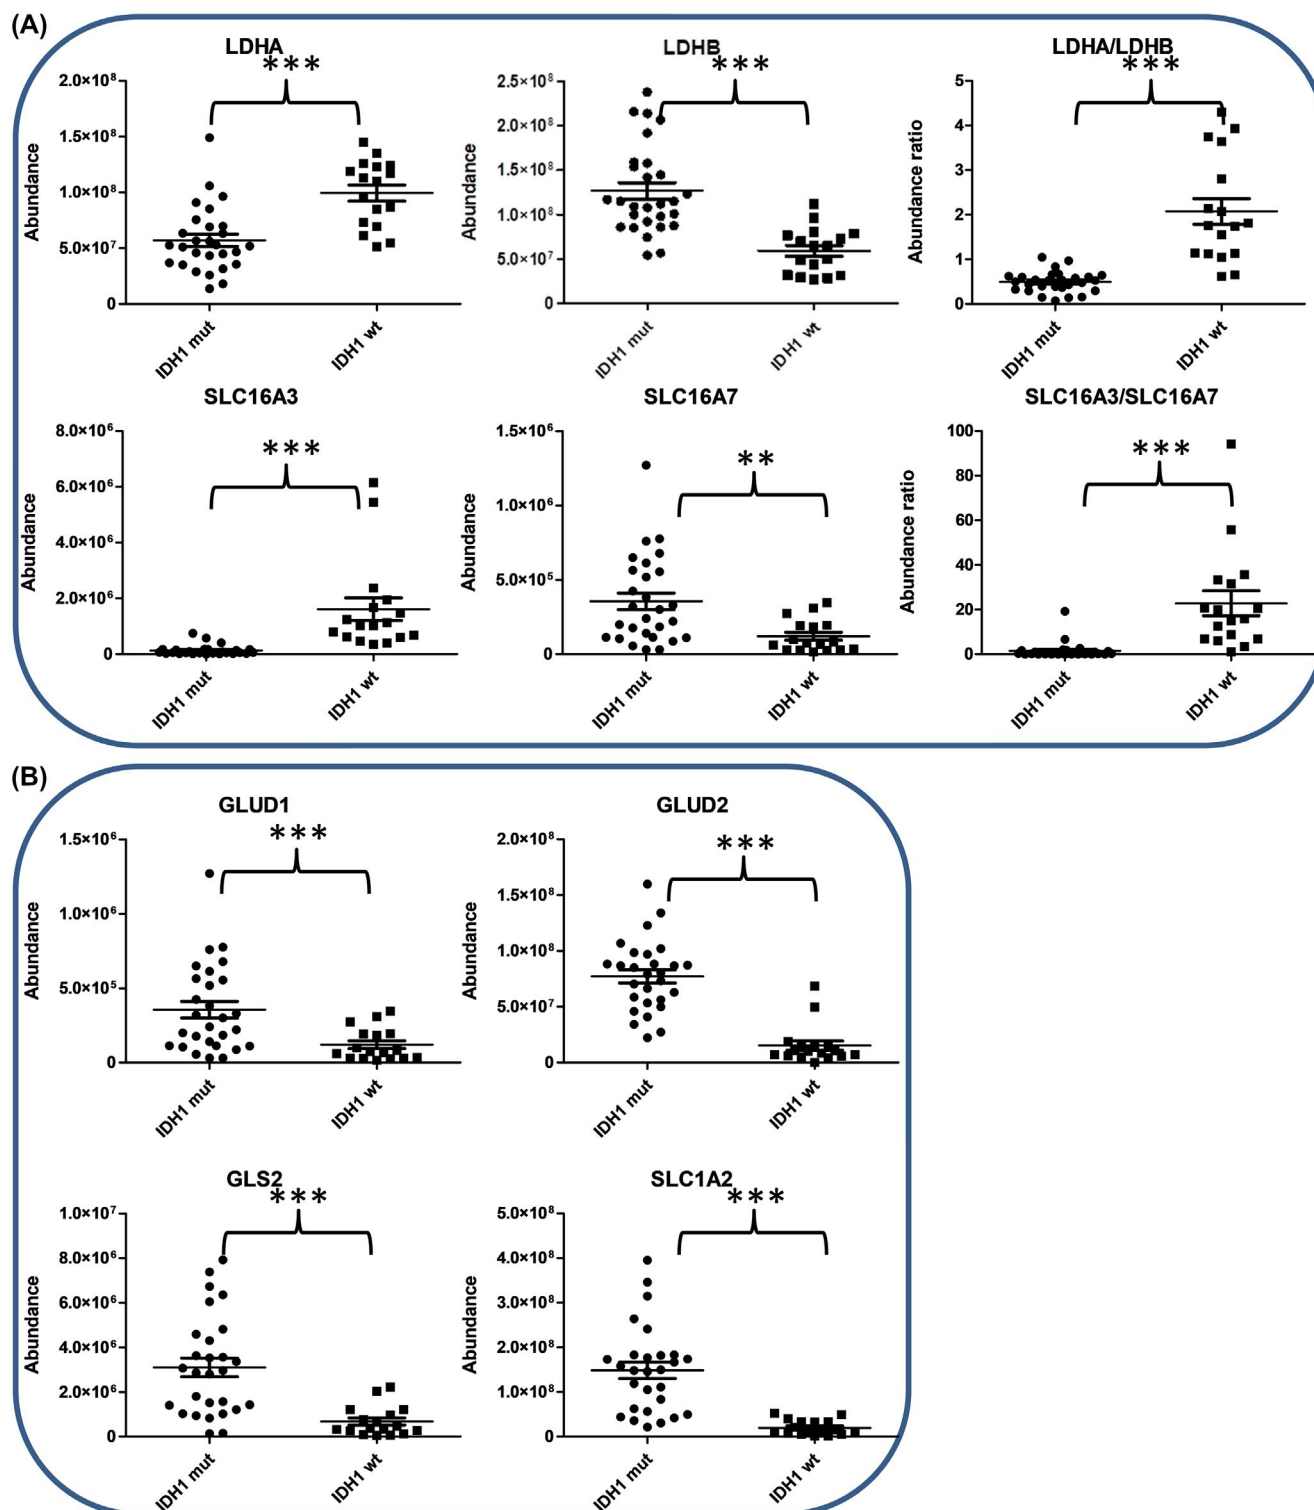 (A)
LDHA
***
2.0×10⁸
1.5×10⁸
1.0×10⁸
5.0×10⁷
0
Abundance
IDH1 mut
IDH1 wt
LDHB
***
2.5×10⁸
2.0×10⁸
1.5×10⁸
1.0×10⁸
5.0×10⁷
0
Abundance
IDH1 mut
IDH1 wt
LDHA/LDHB
***
5
4
3
2
1
0
Abundance ratio
IDH1 mut
IDH1 wt
SLC16A3
***
8.0×10⁶
6.0×10⁶
4.0×10⁶
2.0×10⁶
0
Abundance
IDH1 mut
IDH1 wt
SLC16A7
**
1.5×10⁶
1.0×10⁶
5.0×10⁵
0
Abundance
IDH1 mut
IDH1 wt
SLC16A3/SLC16A7
***
100
80
60
40
20
0
Abundance ratio
IDH1 mut
IDH1 wt
(B)
GLUD1
***
1.5×10⁶
1.0×10⁶
5.0×10⁵
0
Abundance
IDH1 mut
IDH1 wt
GLUD2
***
2.0×10⁸
1.5×10⁸
1.0×10⁸
5.0×10⁷
0
Abundance
IDH1 mut
IDH1 wt
GLS2
***
1.0×10⁷
8.0×10⁶
6.0×10⁶
4.0×10⁶
2.0×10⁶
0
Abundance
IDH1 mut
IDH1 wt
SLC1A2
***
5.0×10⁸
4.0×10⁸
3.0×10⁸
2.0×10⁸
1.0×10⁸
0
Abundance
IDH1 mut
IDH1 wt